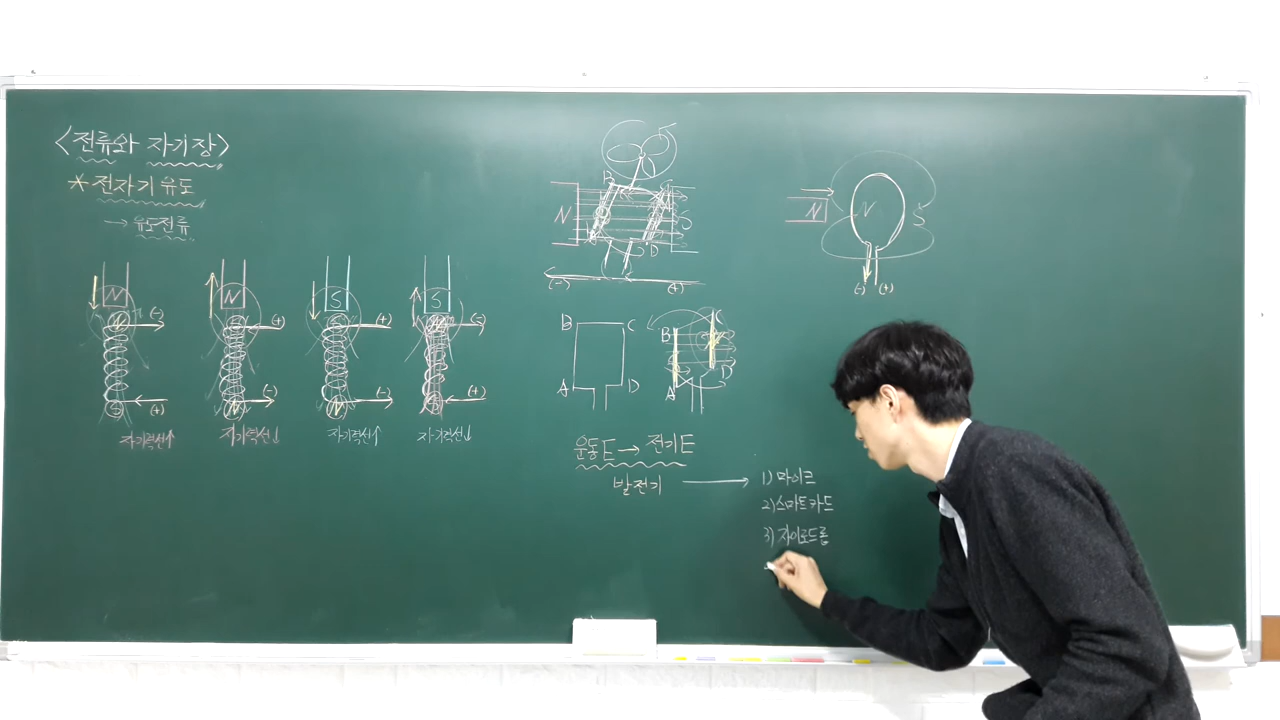 <전류와 자기장>
* 전자기 유도
→ 유도전류
N
(+)
자기력선↑
N
(+)
(-)
N
자기력선↓
S
(+)
(-)
N
자기력선↑
S
(-)
(+)
자기력선↓
B
N
S
D
(-) (+)
B C
A D
B C
A D
운동E → 전기E
발전기 →
1) 마이크
2) 스마트 카드
3) 자이로드롭
N N S
(-) (+)